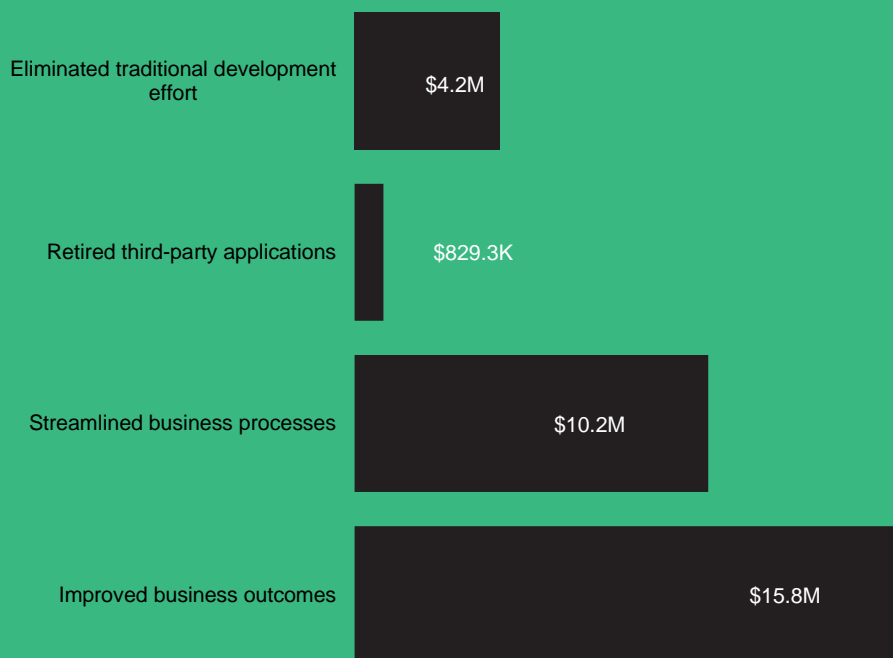 Eliminated traditional development
effort
$4.2M
Retired third-party applications
$829.3K
Streamlined business processes
$10.2M
Improved business outcomes
$15.8M